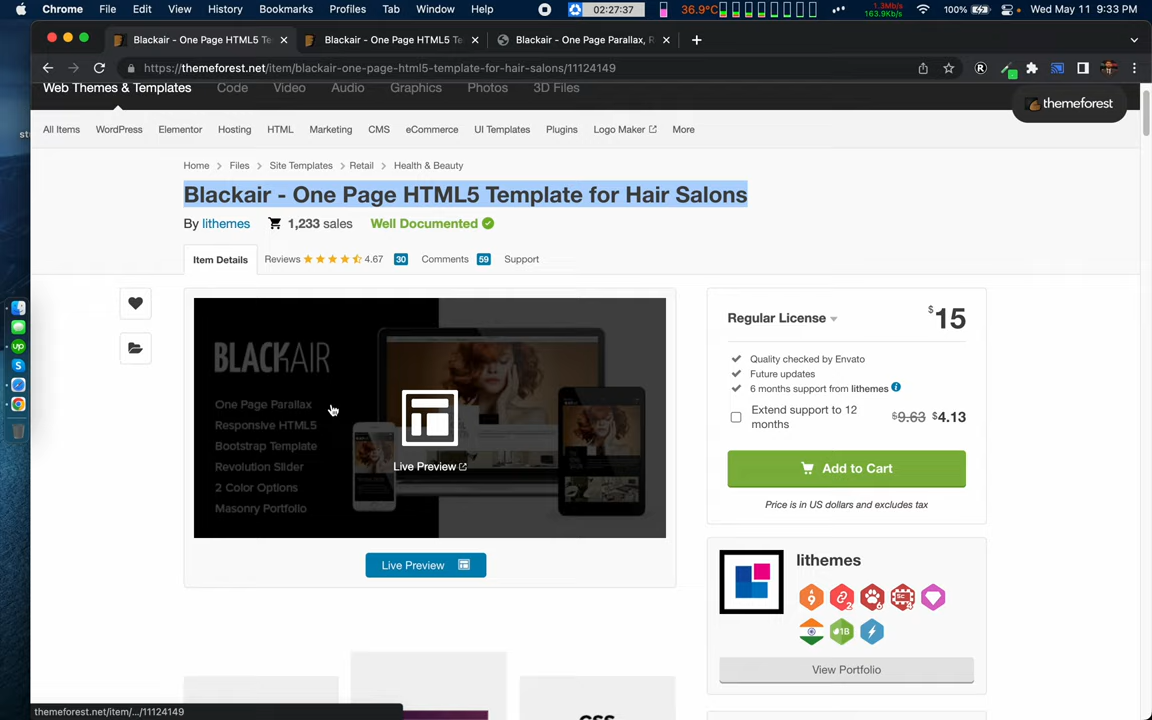 Chrome File Edit View History Bookmarks Profiles Tab Window Help 02:27:37 36.9°C 171.4Kb/s 163.9Kb/s 100% Wed May 11 9:33 PM
Blackair - One Page HTML5 Te Blackair - One Page HTML5 Te Blackair - One Page Parallax, R
https://themeforest.net/item/blackair-one-page-html5-template-for-hair-salons/11124149
Web Themes & Templates Code Video Audio Graphics Photos 3D Files
themeforest
All Items WordPress Elementor Hosting HTML Marketing CMS eCommerce UI Templates Plugins Logo Maker More
Home > Files > Site Templates > Retail > Health & Beauty
Blackair - One Page HTML5 Template for Hair Salons
By lithemes 1,233 sales Well Documented
Item Details Reviews 4.67 30 Comments 59 Support
BLACKAIR
One Page Parallax
Responsive HTML5
Bootstrap Template
Revolution Slider
2 Color Options
Masonry Portfolio
Live Preview
Live Preview
Regular License $15
Quality checked by Envato
Future updates
6 months support from lithemes
Extend support to 12
months
$9.63 $4.13
Add to Cart
Price is in US dollars and excludes tax
lithemes
View Portfolio
themeforest.net/item/.../11124149